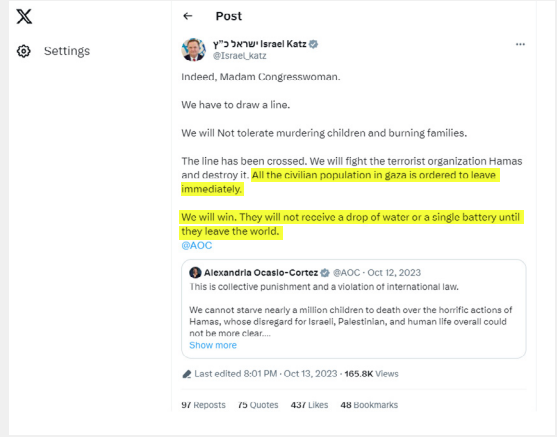 Post
ישראל כ”ץ Israel Katz
@Israel_katz
Settings
Indeed, Madam Congresswoman.
We have to draw a line.
We will Not tolerate murdering children and burning families.
The line has been crossed. We will fight the terrorist organization Hamas
and destroy it. All the civilian population in gaza is ordered to leave
immediately.
We will win. They will not receive a drop of water or a single battery until
they leave the world.
@AOC
Alexandria Ocasio-Cortez @AOC · Oct 12, 2023
This is collective punishment and a violation of international law.
We cannot starve nearly a million children to death over the horrific actions of
Hamas, whose disregard for Israeli, Palestinian, and human life overall could
not be more clear....
Show more
Last edited 8:01 PM · Oct 13, 2023 · 165.8K Views
97 Reposts 75 Quotes 437 Likes 48 Bookmarks